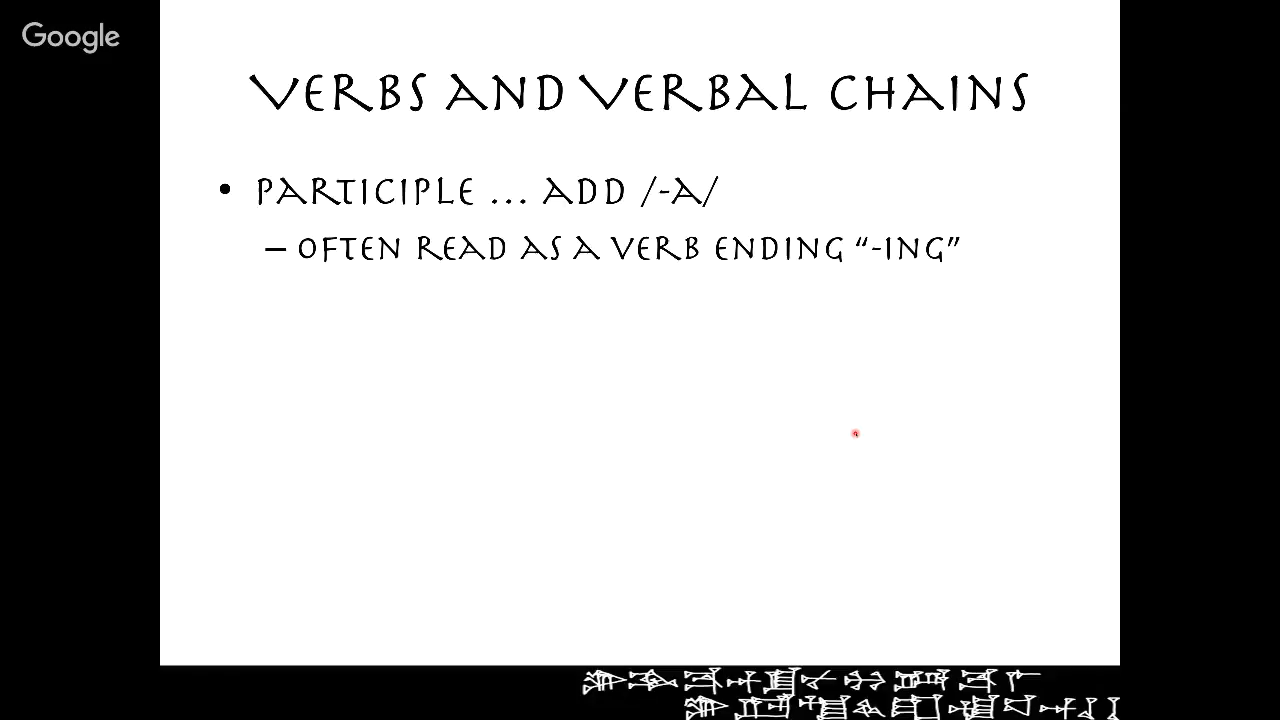 Google
Verbs and Verbal Chains
• Participle … add /-a/
– often read as a verb ending “-ing”